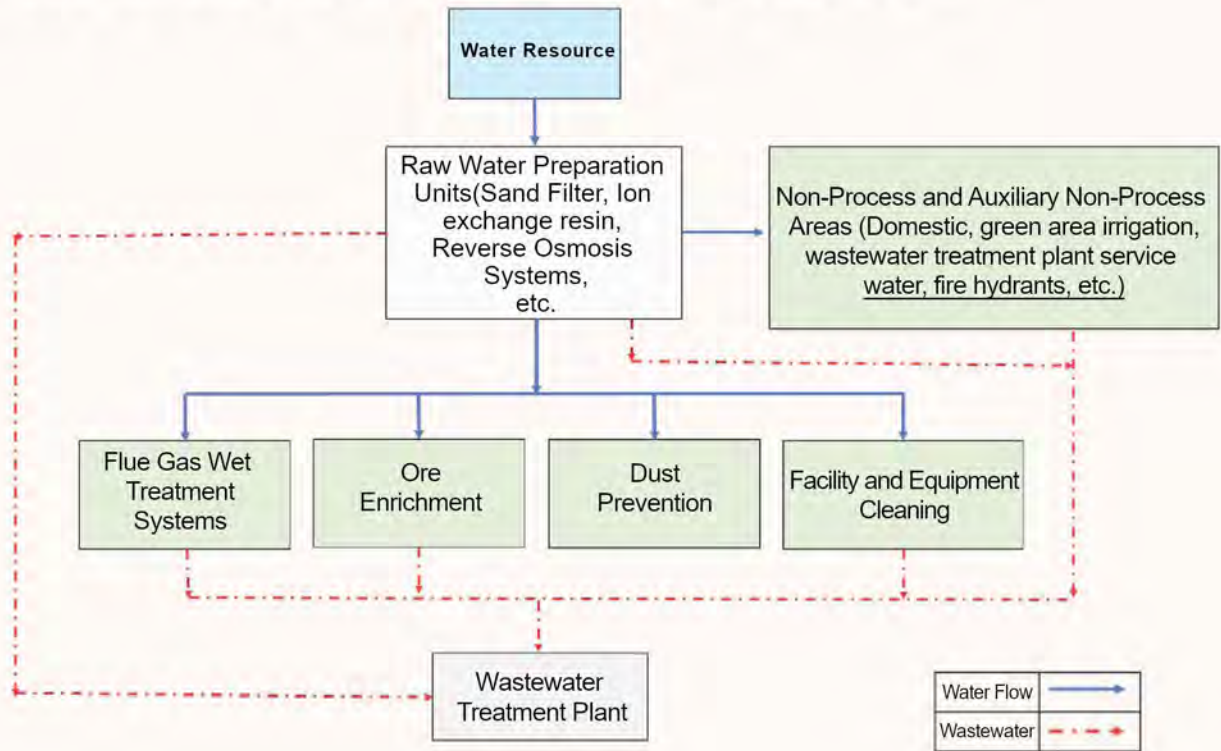 Water Resource
Raw Water Preparation
Units(Sand Filter, Ion
exchange resin,
Reverse Osmosis
Systems,
etc.
Non-Process and Auxiliary Non-Process
Areas (Domestic, green area irrigation,
wastewater treatment plant service
water, fire hydrants, etc.)
Flue Gas Wet
Treatment
Systems
Ore
Enrichment
Dust
Prevention
Facility and Equipment
Cleaning
Wastewater
Treatment Plant
Water Flow
Wastewater